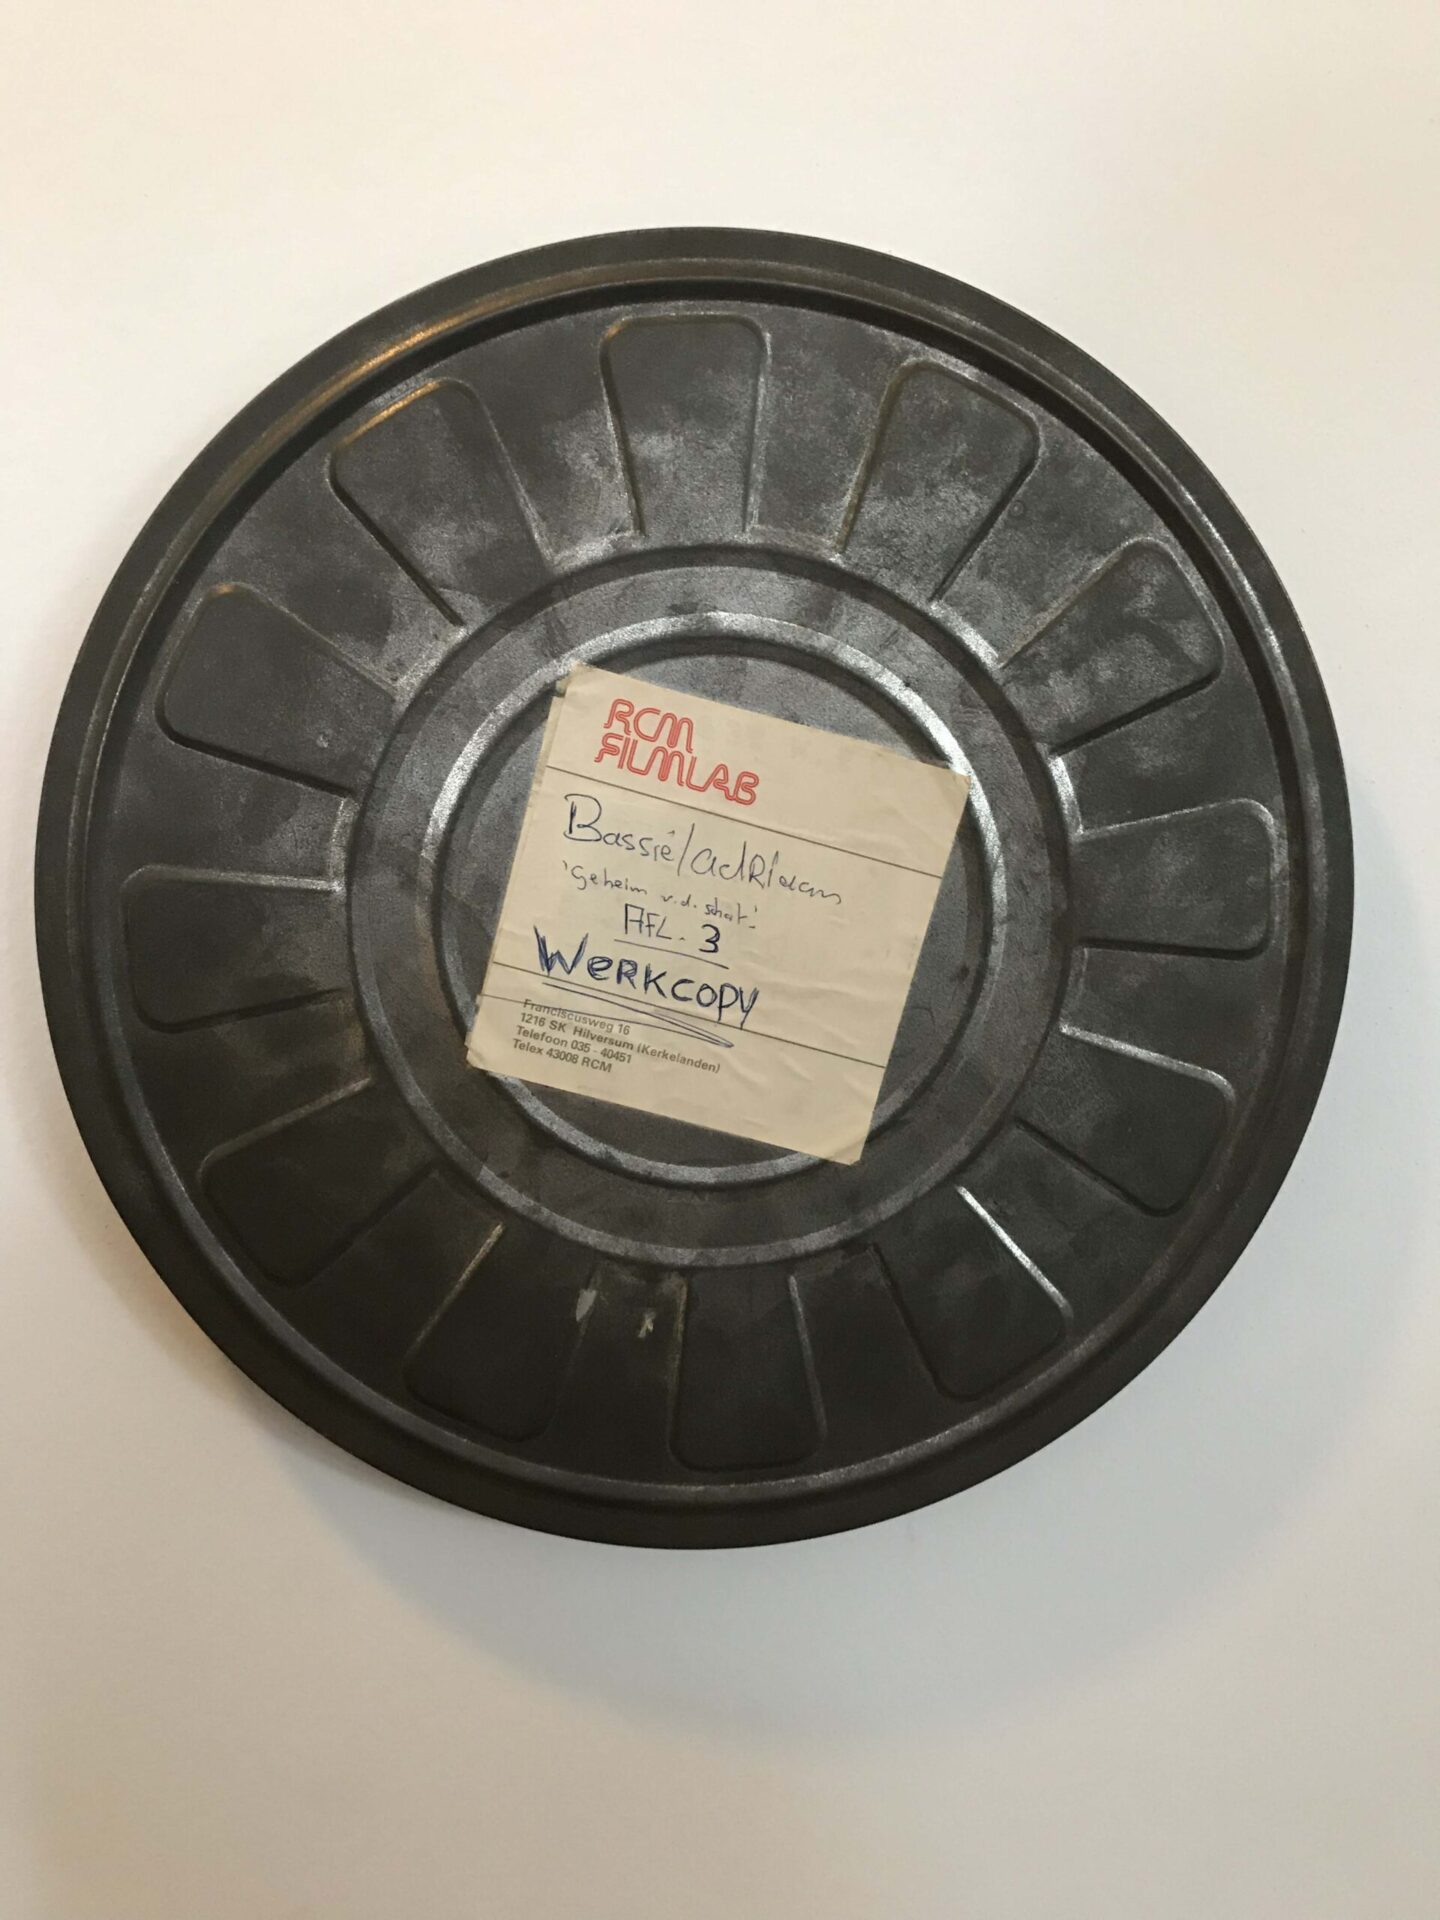 RCM
FILMLAB
Bassie/adRiaan
'Geheim v.d. schat.'
AFL. 3
WERKCOPY
Franciscusweg 16
1216 SK Hilversum (Kerkelanden)
Telefoon 035 - 40451
Telex 43008 RCM